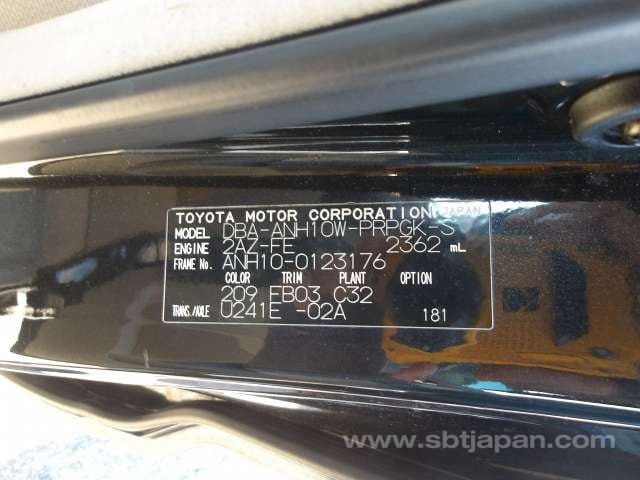 TOYOTA MOTOR CORPORATION JAPAN
MODEL DBA-ANH10W-PRPGK-S
ENGINE 2AZ-FE 2362 mL
FRAME No. ANH10-0123176
COLOR TRIM PLANT OPTION
209 FB03 C32
TRANS./AXLE U241E -02A 181
www.sbtjapan.com